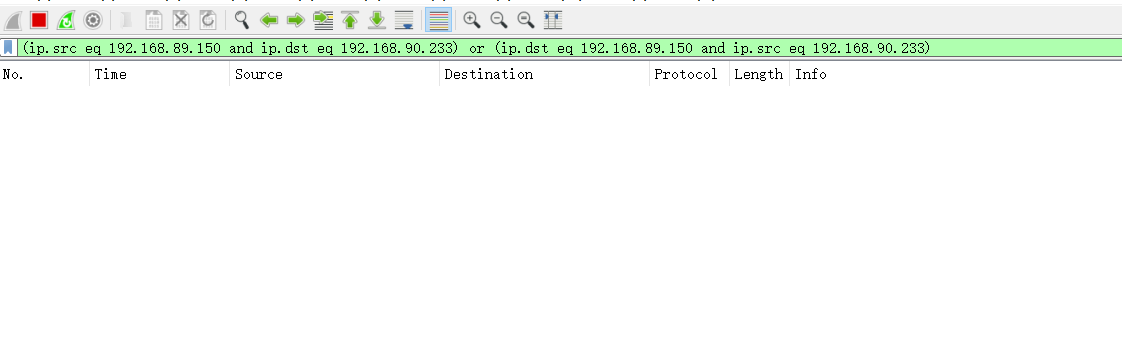 (ip.src eq 192.168.89.150 and ip.dst eq 192.168.90.233) or (ip.dst eq 192.168.89.150 and ip.src eq 192.168.90.233)
No. Time Source Destination Protocol Length Info